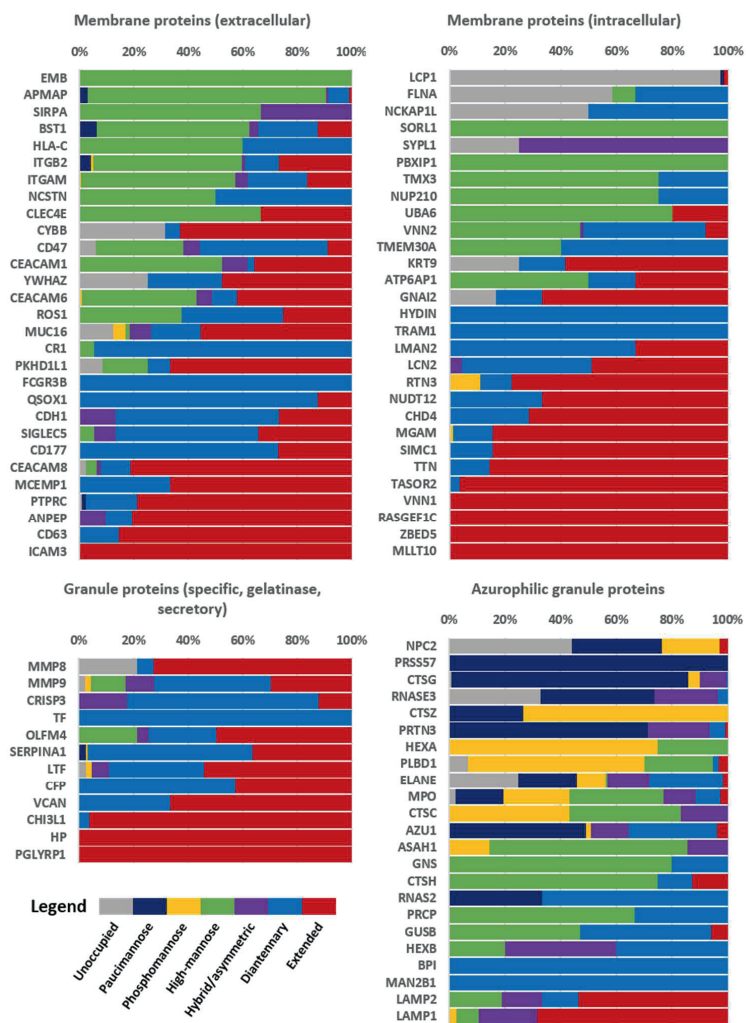 Membrane proteins (extracellular)
0% 20% 40% 60% 80% 100%
EMB
APMAP
SIRPA
BST1
HLA-C
ITGB2
ITGAM
NCSTN
CLEC4E
CYBB
CD47
CEACAM1
YWHAZ
CEACAM6
ROS1
MUC16
CR1
PKHD1L1
FCGR3B
QSOX1
CDH1
SIGLEC5
CD177
CEACAM8
MCEMP1
PTPRC
ANPEP
CD63
ICAM3
Membrane proteins (intracellular)
0% 20% 40% 60% 80% 100%
LCP1
FLNA
NCKAP1L
SORL1
SYPL1
PBXIP1
TMX3
NUP210
UBA6
VNN2
TMEM30A
KRT9
ATP6AP1
GNAI2
HYDIN
TRAM1
LMAN2
LCN2
RTN3
NUDT12
CHD4
MGAM
SIMC1
TTN
TASOR2
VNN1
RASGEF1C
ZBED5
MLLT10
Granule proteins (specific, gelatinase,
secretory)
0% 20% 40% 60% 80% 100%
MMP8
MMP9
CRISP3
TF
OLFM4
SERPINA1
LTF
CFP
VCAN
CHI3L1
HP
PGLYRP1
Legend
Unoccupied
Paucimannose
Phosphomannose
High-mannose
Hybrid/asymmetric
Diantennary
Extended
Azurophilic granule proteins
0% 20% 40% 60% 80% 100%
NPC2
PRSS57
CTSG
RNASE3
CTSZ
PRTN3
HEXA
PLBD1
ELANE
MPO
CTSC
AZU1
ASAH1
GNS
CTSH
RNAS2
PRCP
GUSB
HEXB
BPI
MAN2B1
LAMP2
LAMP1